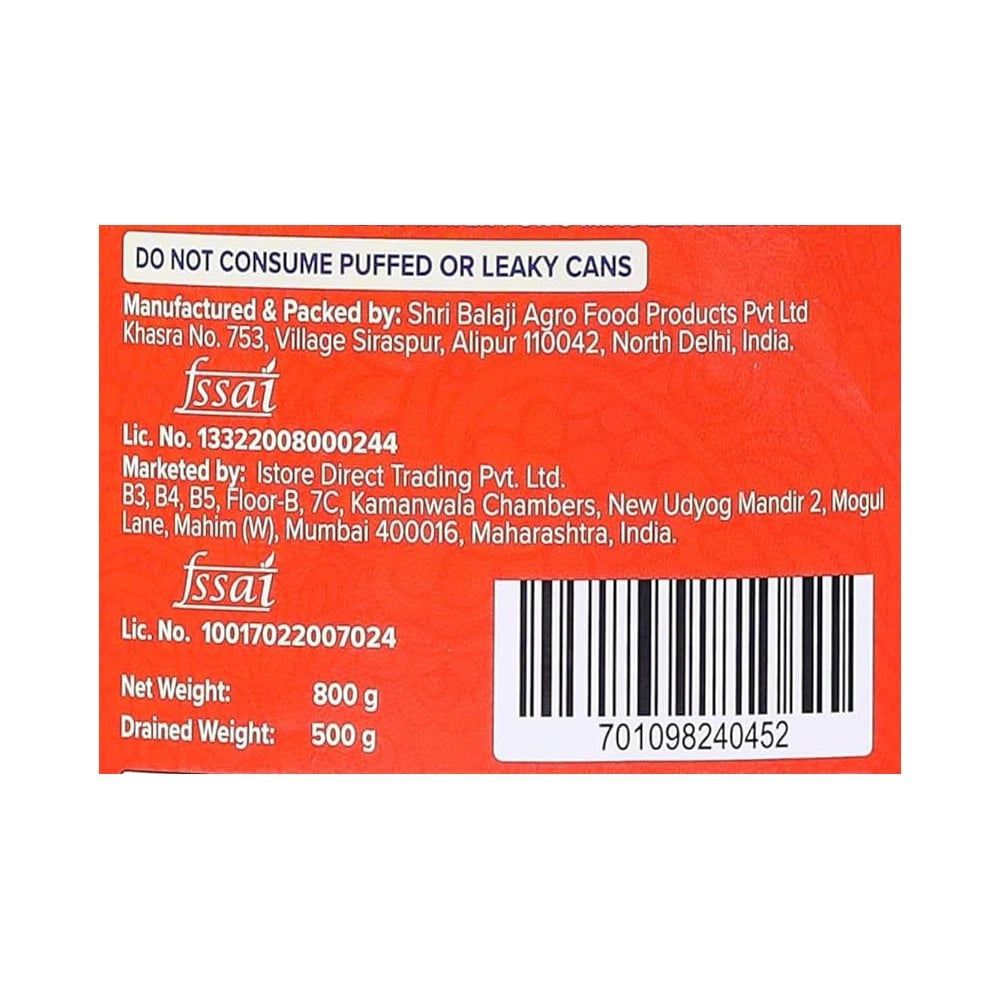 DO NOT CONSUME PUFFED OR LEAKY CANS
Manufactured & Packed by: Shri Balaji Agro Food Products Pvt Ltd
Khasra No. 753, Village Siraspur, Alipur 110042, North Delhi, India.
fssai
Lic. No. 13322008000244
Marketed by: Istore Direct Trading Pvt. Ltd.
B3, B4, B5, Floor-B, 7C, Kamanwala Chambers, New Udyog Mandir 2, Mogul
Lane, Mahim (W), Mumbai 400016, Maharashtra, India.
fssai
Lic. No. 10017022007024
Net Weight: 800 g
Drained Weight: 500 g
701098240452